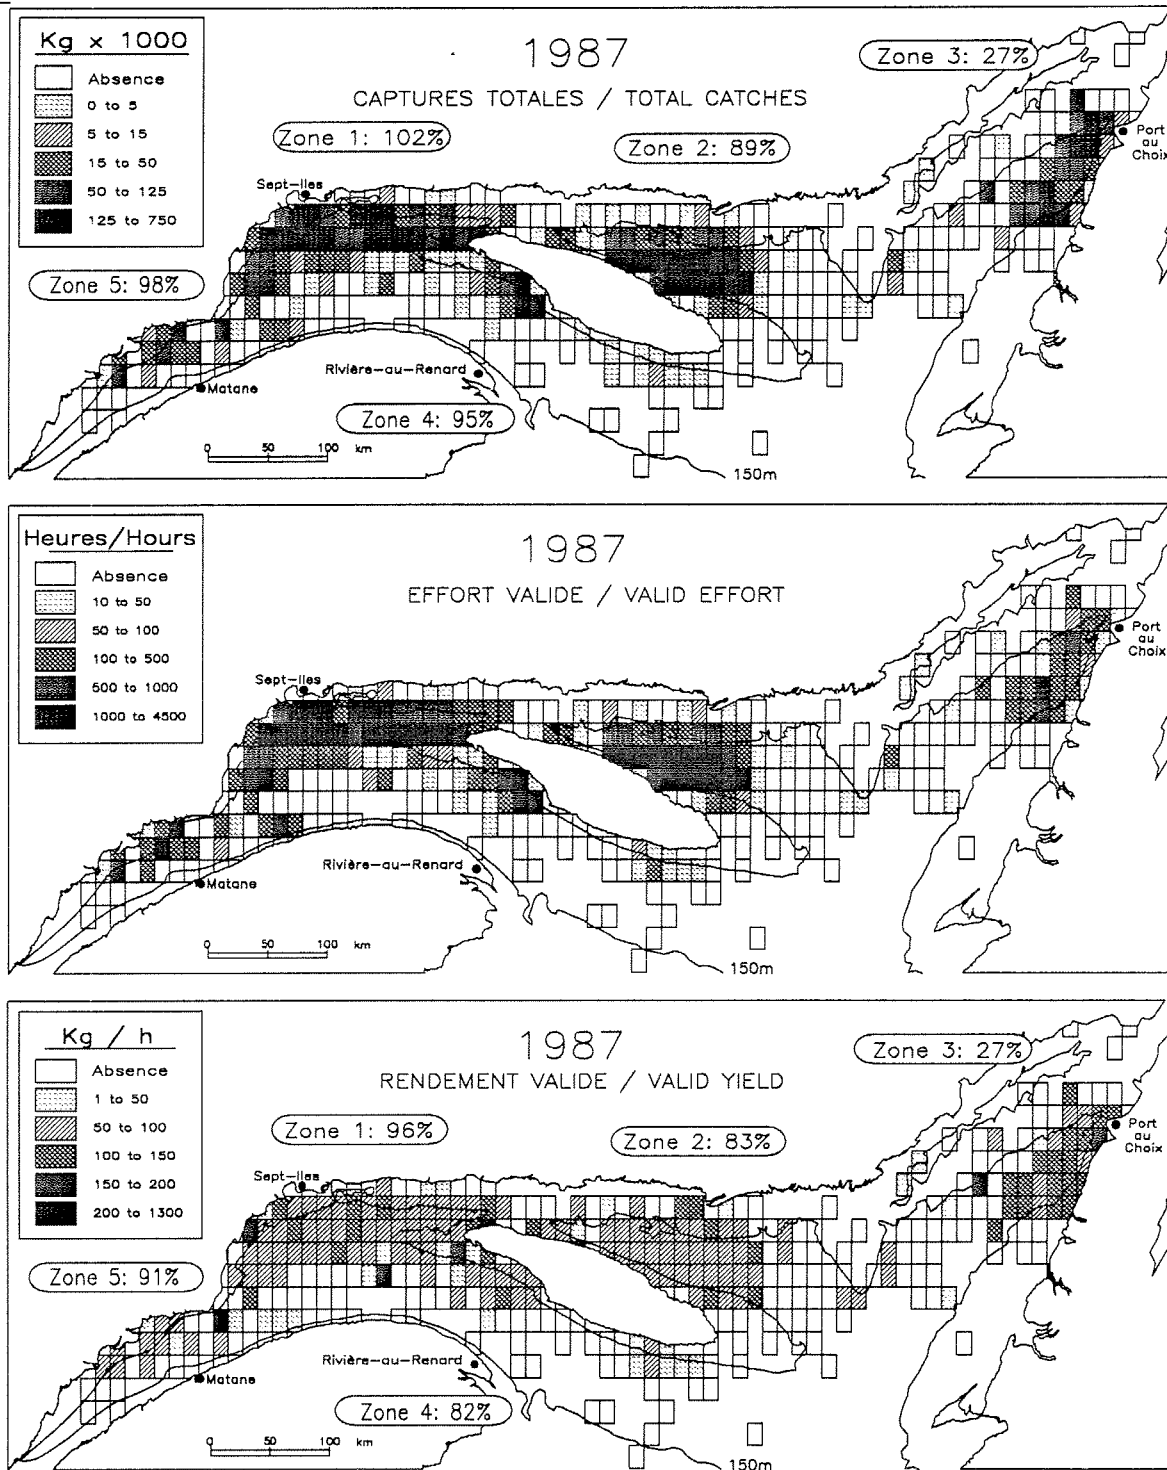 Kg x 1000
Absence
0 to 5
5 to 15
15 to 50
50 to 125
125 to 750
1987
CAPTURES TOTALES / TOTAL CATCHES
Zone 3: 27%
Zone 1: 102%
Zone 2: 89%
Port
au
Choix
Sept-Iles
Zone 5: 98%
Rivière-au-Renard
Matane
Zone 4: 95%
0 50 100 km
150m
Heures/Hours
Absence
10 to 50
50 to 100
100 to 500
500 to 1000
1000 to 4500
1987
EFFORT VALIDE / VALID EFFORT
Port
au
Choix
Sept-Iles
Rivière-au-Renard
Matane
0 50 100 km
150m
Kg / h
Absence
1 to 50
50 to 100
100 to 150
150 to 200
200 to 1300
1987
RENDEMENT VALIDE / VALID YIELD
Zone 3: 27%
Zone 1: 96%
Zone 2: 83%
Port
au
Choix
Sept-Iles
Zone 5: 91%
Rivière-au-Renard
Matane
Zone 4: 82%
0 50 100 km
150m